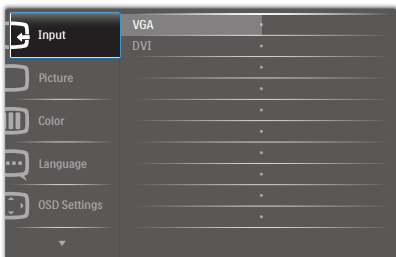 Input
VGA
DVI
Picture
Color
Language
OSD Settings